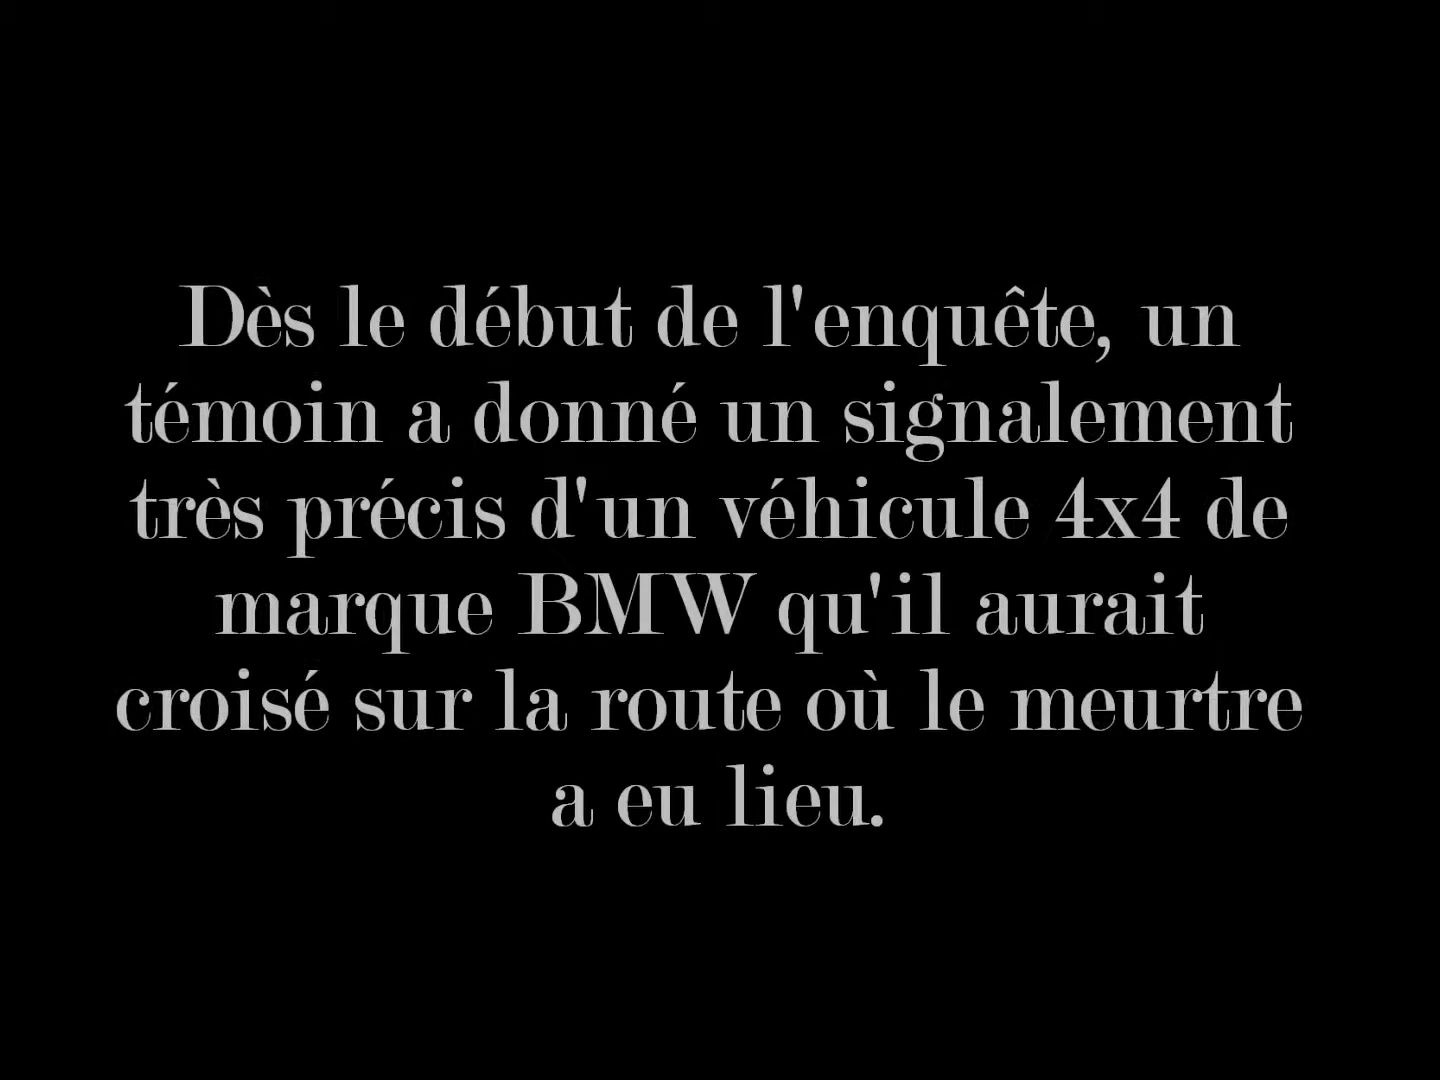 Dès le début de l'enquête, un
témoin a donné un signalement
très précis d'un véhicule 4x4 de
marque BMW qu'il aurait
croisé sur la route où le meurtre
a eu lieu.